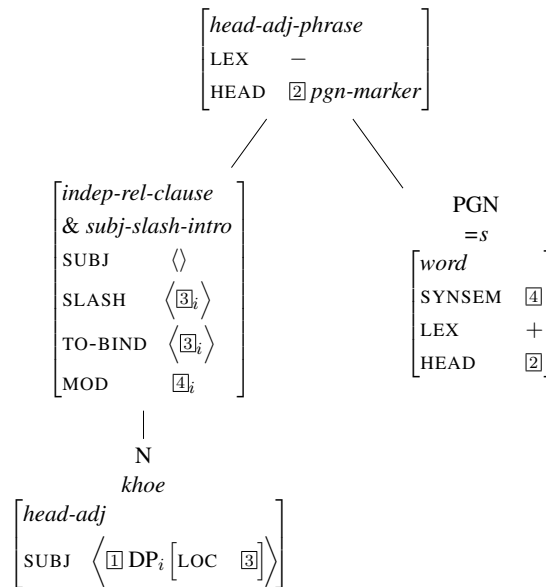 head-adj-phrase
LEX −
HEAD 2 pgn-marker
indep-rel-clause
& subj-slash-intro
SUBJ ⟨⟩
SLASH ⟨3i⟩
TO-BIND ⟨3i⟩
MOD 4i
PGN
=s
word
SYNSEM 4
LEX +
HEAD 2
N
khoe
head-adj
SUBJ ⟨1 DPi [LOC 3]⟩